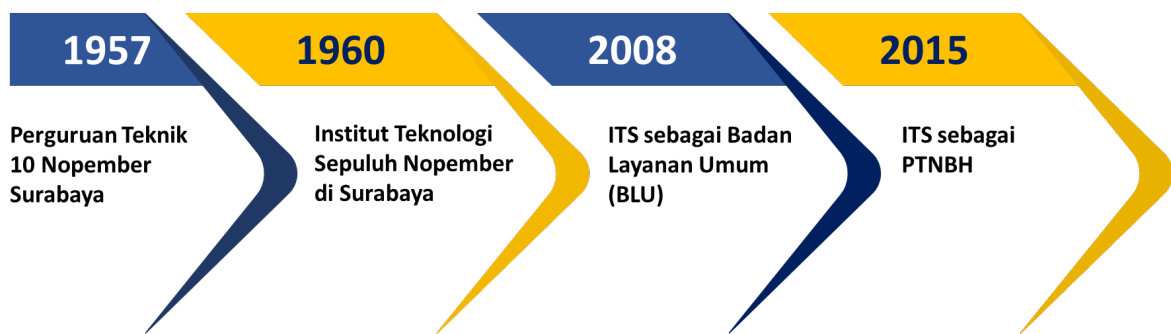 1957
Perguruan Teknik
10 Nopember
Surabaya
1960
Institut Teknologi
Sepuluh Nopember
di Surabaya
2008
ITS sebagai Badan
Layanan Umum
(BLU)
2015
ITS sebagai
PTNBH